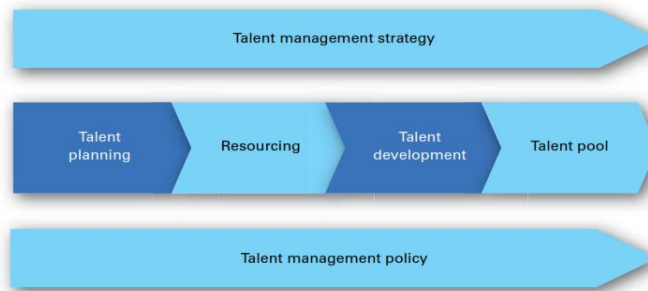 Talent management strategy
Talent
planning
Resourcing
Talent
development
Talent pool
Talent management policy